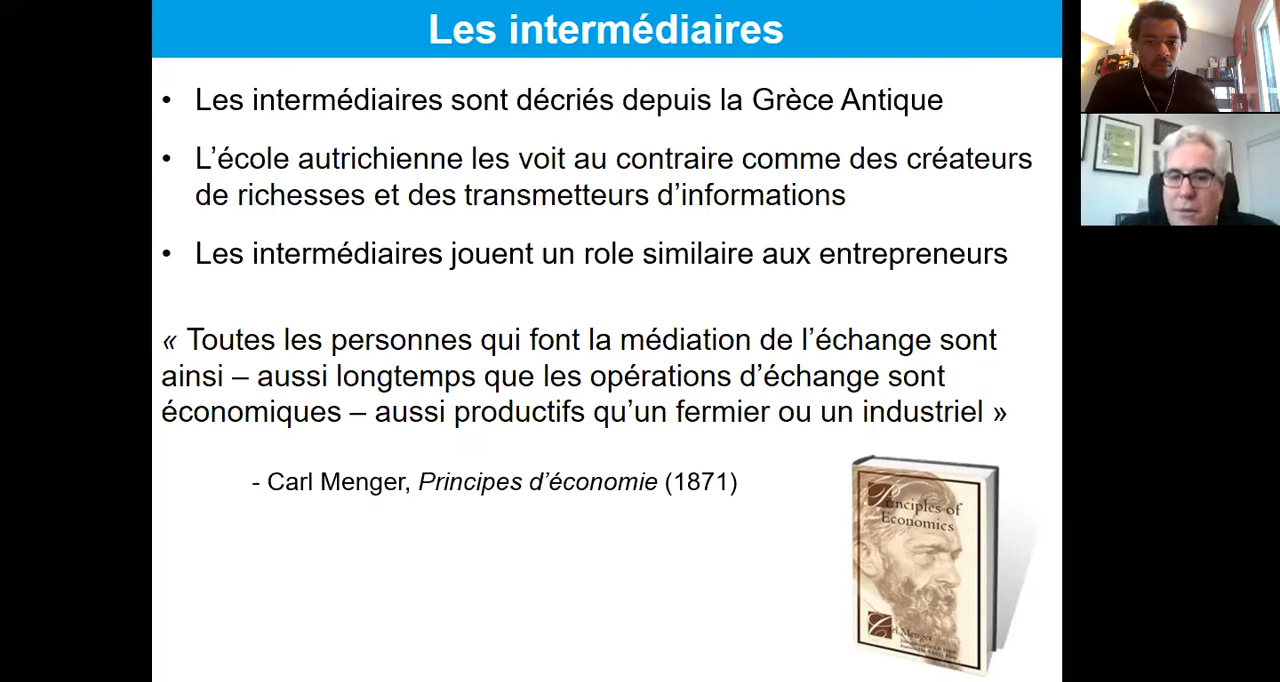 Les intermédiaires
• Les intermédiaires sont décriés depuis la Grèce Antique
• L’école autrichienne les voit au contraire comme des créateurs
de richesses et des transmetteurs d’informations
• Les intermédiaires jouent un role similaire aux entrepreneurs
« Toutes les personnes qui font la médiation de l’échange sont
ainsi – aussi longtemps que les opérations d’échange sont
économiques – aussi productifs qu’un fermier ou un industriel »
- Carl Menger, Principes d’économie (1871)
Principles of
Economics
Carl Menger